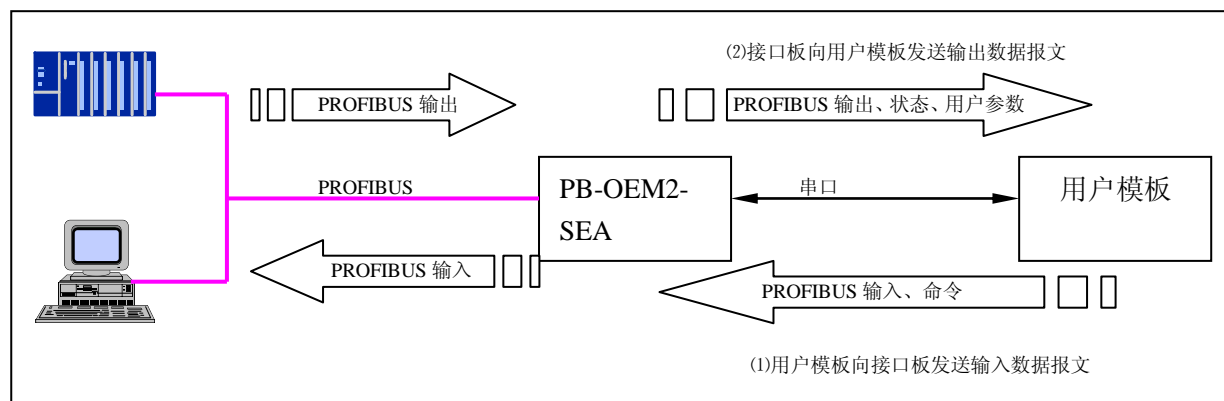 ⑵接口板向用户模板发送输出数据报文
PROFIBUS 输出
PROFIBUS 输出、状态、用户参数
PROFIBUS
PB-OEM2-
SEA
串口
用户模板
PROFIBUS 输入
PROFIBUS 输入、命令
⑴用户模板向接口板发送输入数据报文